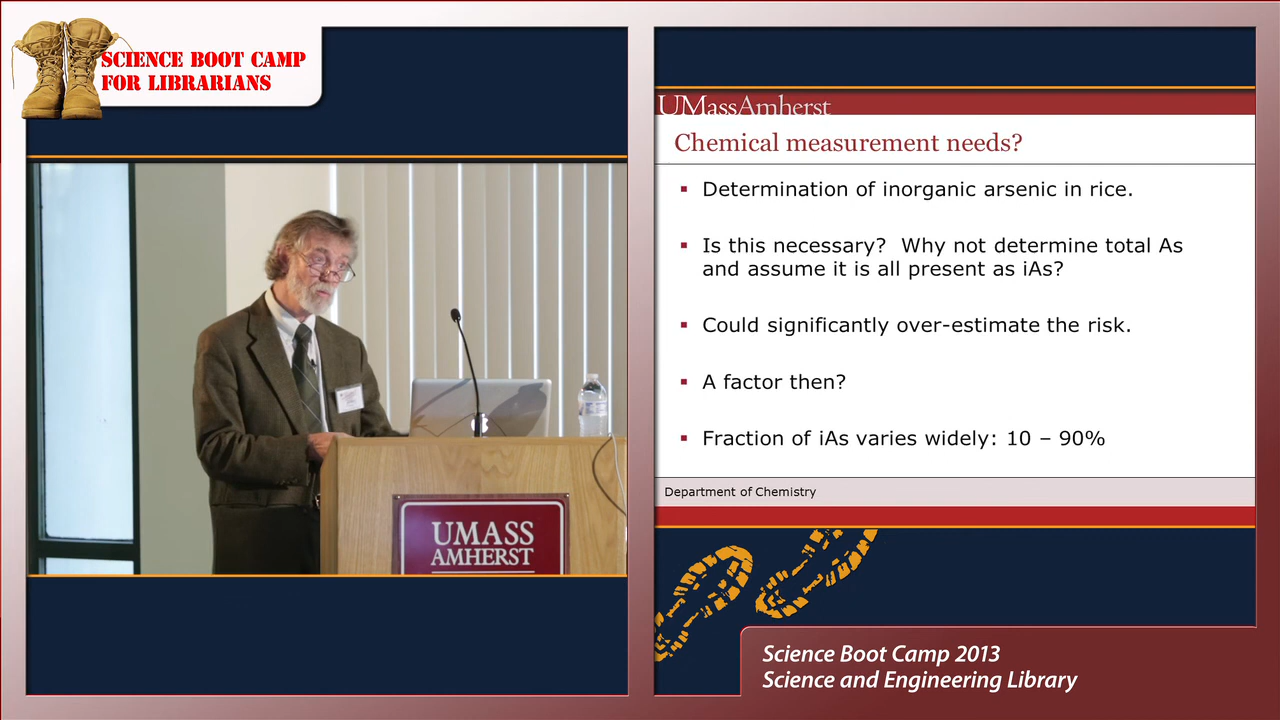 SCIENCE BOOT CAMP
FOR LIBRARIANS
UMASS
AMHERST
UMassAmherst
Chemical measurement needs?
Determination of inorganic arsenic in rice.
Is this necessary? Why not determine total As
and assume it is all present as iAs?
Could significantly over-estimate the risk.
A factor then?
Fraction of iAs varies widely: 10 – 90%
Department of Chemistry
Science Boot Camp 2013
Science and Engineering Library